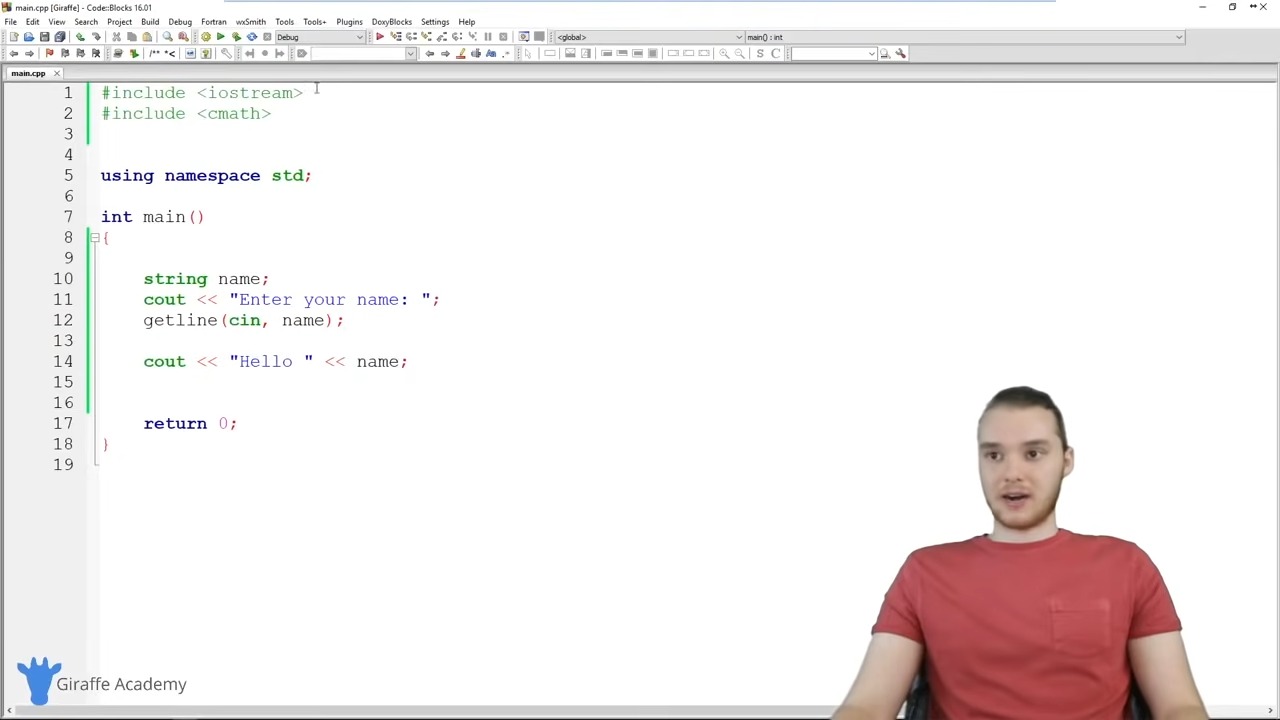 main.cpp [Giraffe] - Code::Blocks 16.01
File Edit View Search Project Build Debug Fortran wxSmith Tools Tools+ Plugins DoxyBlocks Settings Help
Debug <global> main() : int
/** *<
S C
main.cpp
1 #include <iostream>
2 #include <cmath>
3
4
5 using namespace std;
6
7 int main()
8 {
9
10 string name;
11 cout << "Enter your name: ";
12 getline(cin, name);
13
14 cout << "Hello " << name;
15
16
17 return 0;
18 }
19
Giraffe Academy